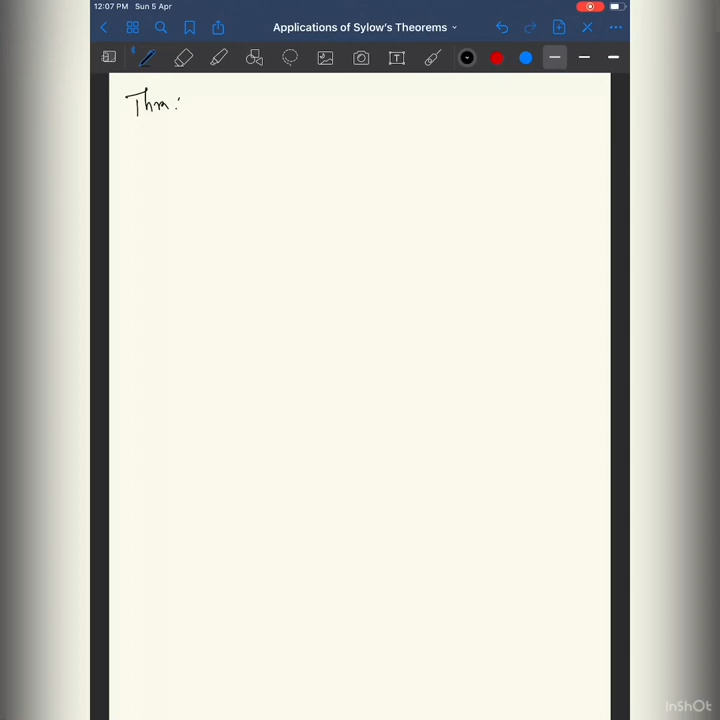 12:07 PM Sun 5 Apr
Applications of Sylow's Theorems
T
Thm:
InShOt